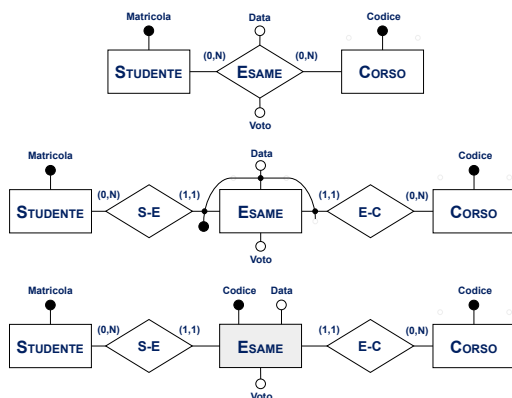 Matricola Data Codice
(0,N) (0,N)
STUDENTE ESAME CORSO
Voto
Matricola Data Codice
(0,N) (1,1) (1,1) (0,N)
STUDENTE S-E ESAME E-C CORSO
Voto
Matricola Codice Data Codice
(0,N) (1,1) (1,1) (0,N)
STUDENTE S-E ESAME E-C CORSO
Voto